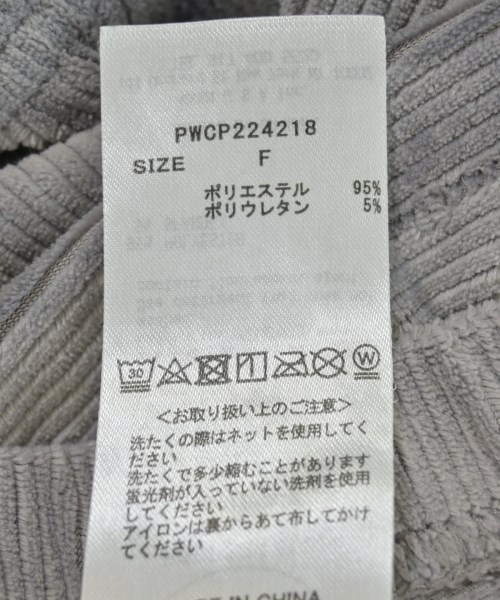 PWCP224218
SIZE F
ポリエステル 95%
ポリウレタン 5%
30
W
<お取り扱い上のご注意>
洗たくの際はネットを使用してく
ださい
洗たくで多少縮むことがあります
蛍光剤が入っていない洗剤を使用
してください
アイロンは裏からあて布してかけ
てください
IN CHINA